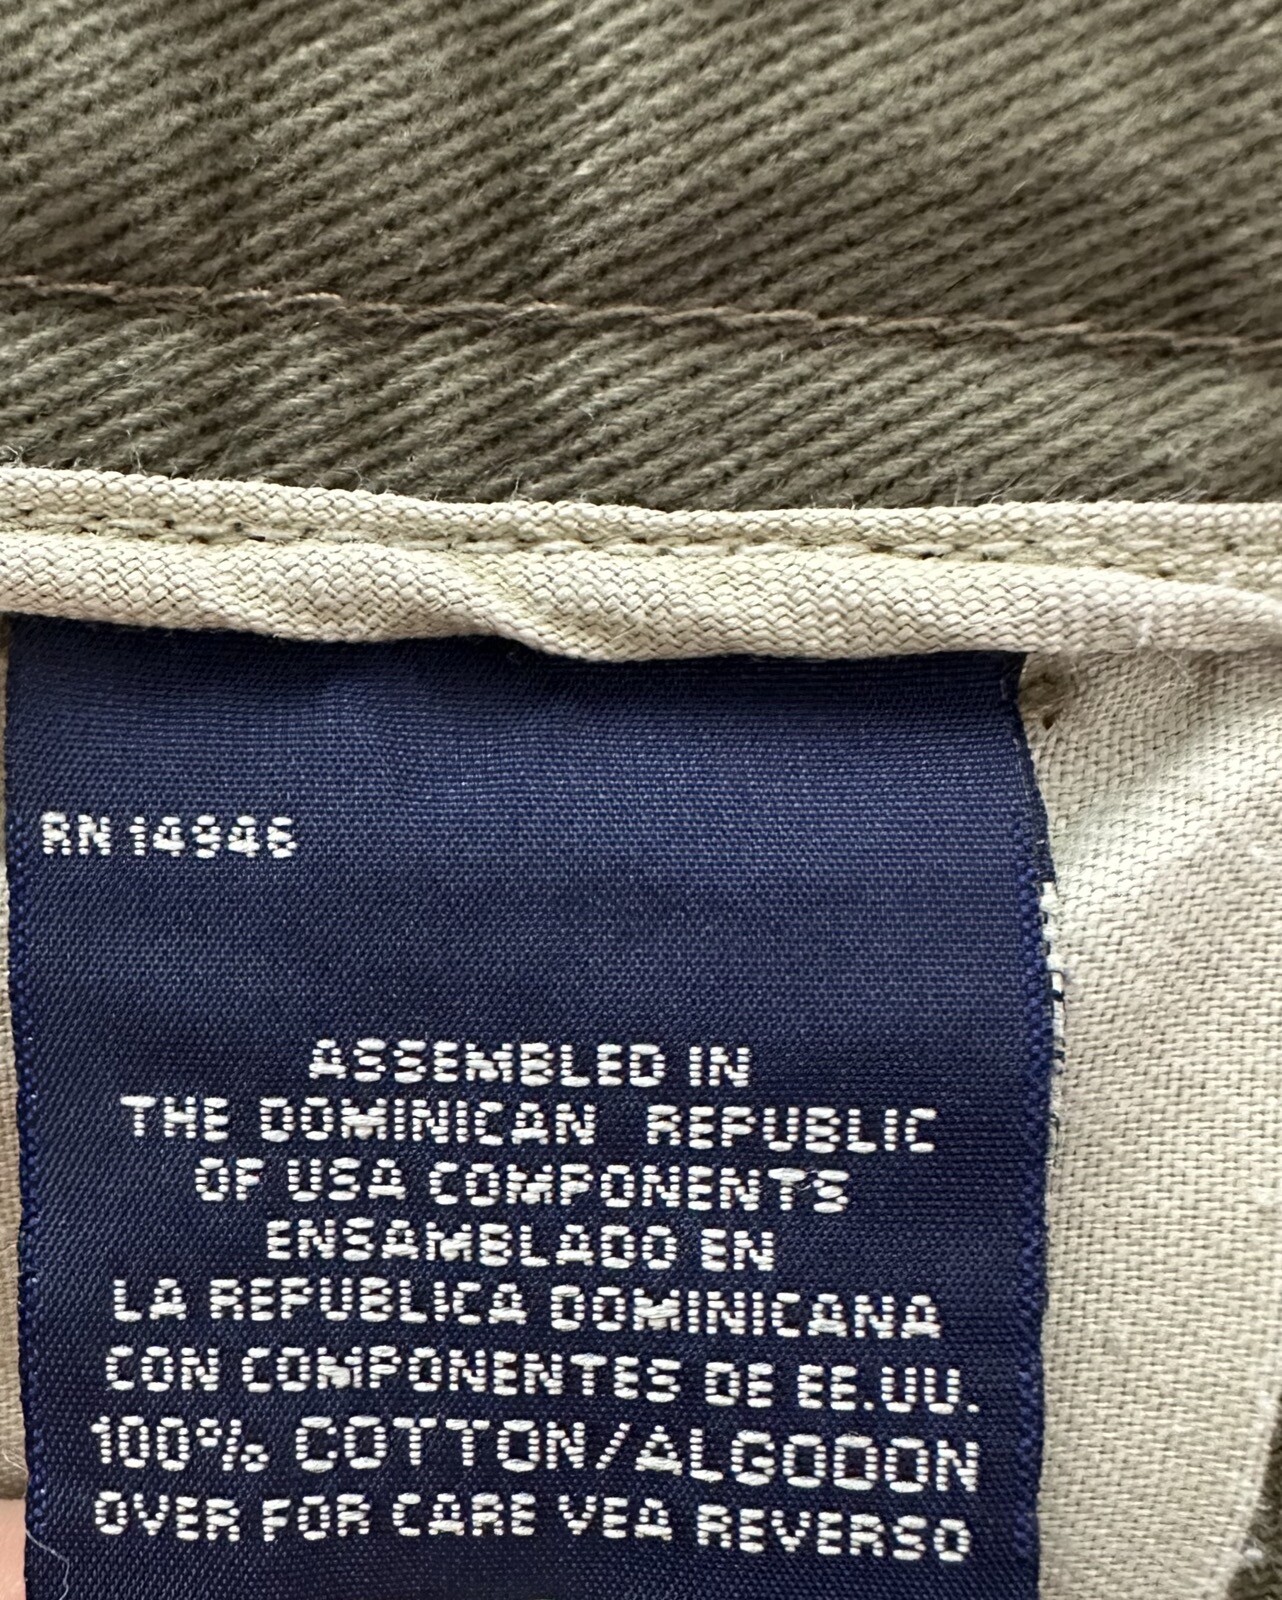 RN 14946
ASSEMBLED IN
THE DOMINICAN REPUBLIC
OF USA COMPONENTS
ENSAMBLADO EN
LA REPUBLICA DOMINICANA
CON COMPONENTES DE EE.UU.
100% COTTON/ALGODON
OVER FOR CARE VEA REVERSO